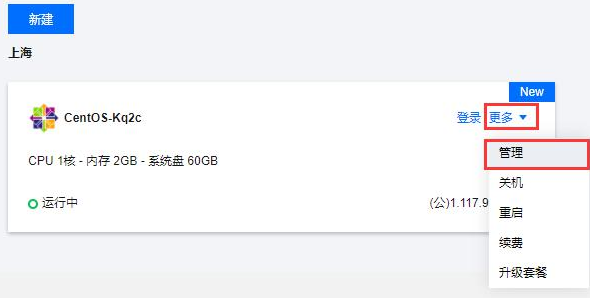 新建
上海
New
CentOS-Kq2c
登录 更多
CPU 1核 - 内存 2GB - 系统盘 60GB
管理
关机
运行中
(公)1.117.9
重启
续费
升级套餐